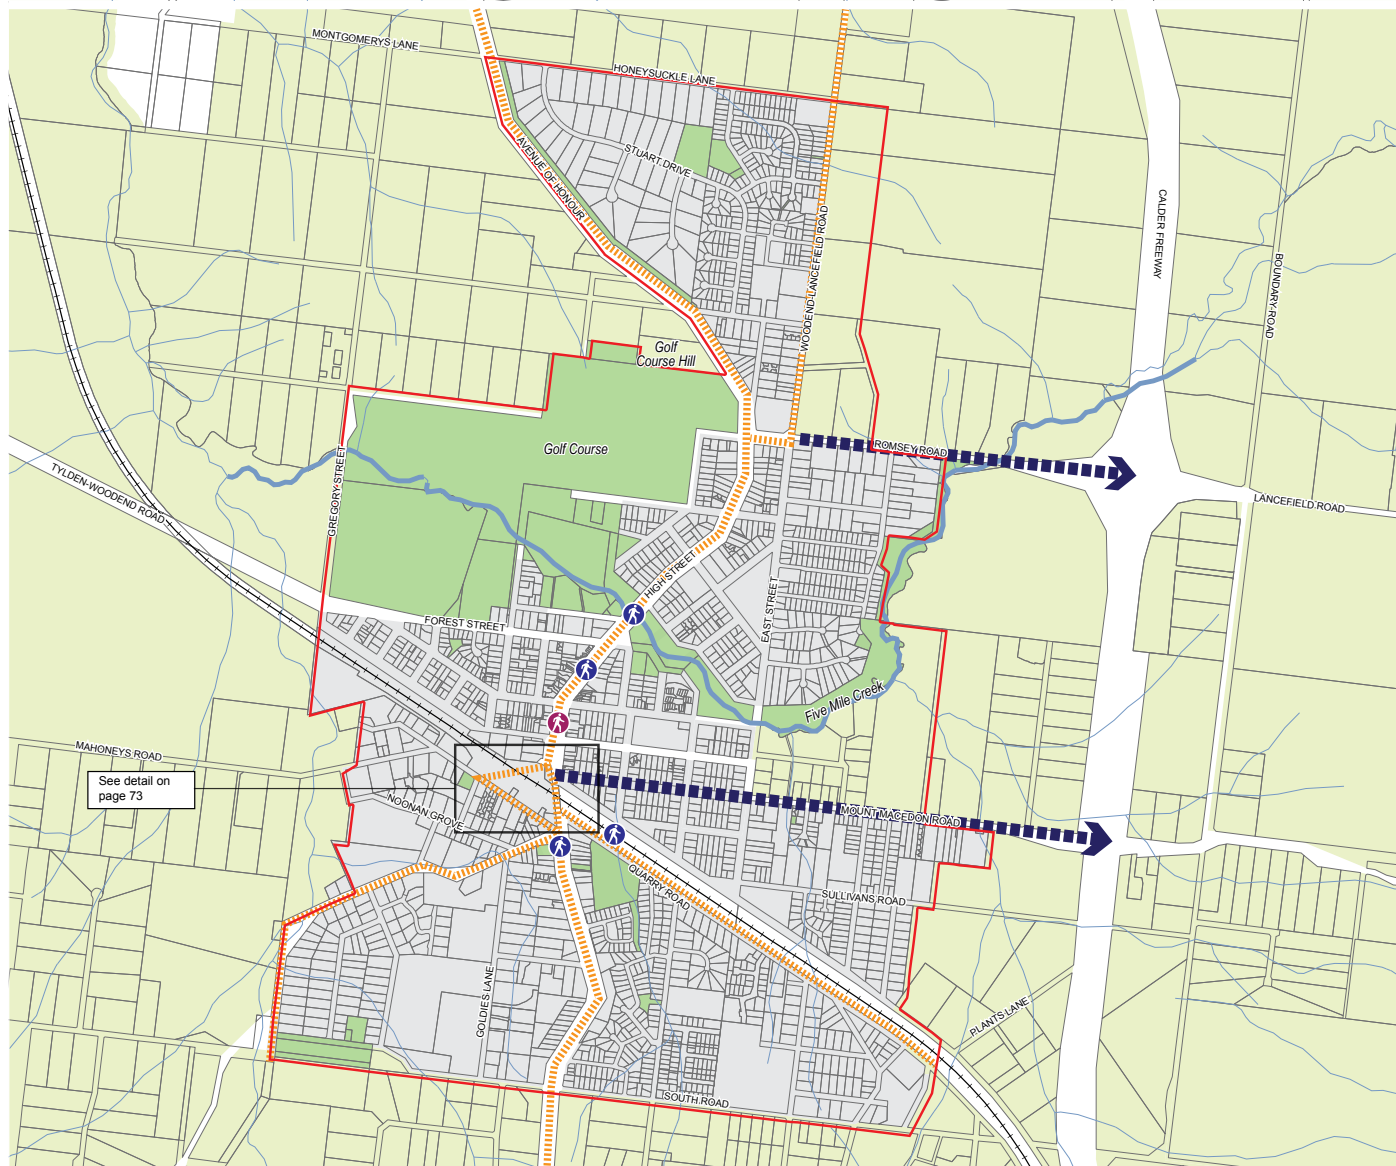 MONTGOMERYS LANE
HONEYSUCKLE LANE
STUART DRIVE
AVENUE OF HONOUR
WOODEND-LANCEFIELD ROAD
CALDER FREEWAY
BOUNDARY ROAD
Golf
Course Hill
Golf Course
ROMSEY ROAD
LANCEFIELD ROAD
TYLDEN-WOODEND ROAD
GREGORY STREET
HIGH STREET
EAST STREET
FOREST STREET
Five Mile Creek
MAHONEYS ROAD
See detail on
page 73
NOONAN GROVE
MOUNT MACEDON ROAD
QUARRY ROAD
SULLIVANS ROAD
GOLDIES LANE
PLANTS LANE
SOUTH ROAD